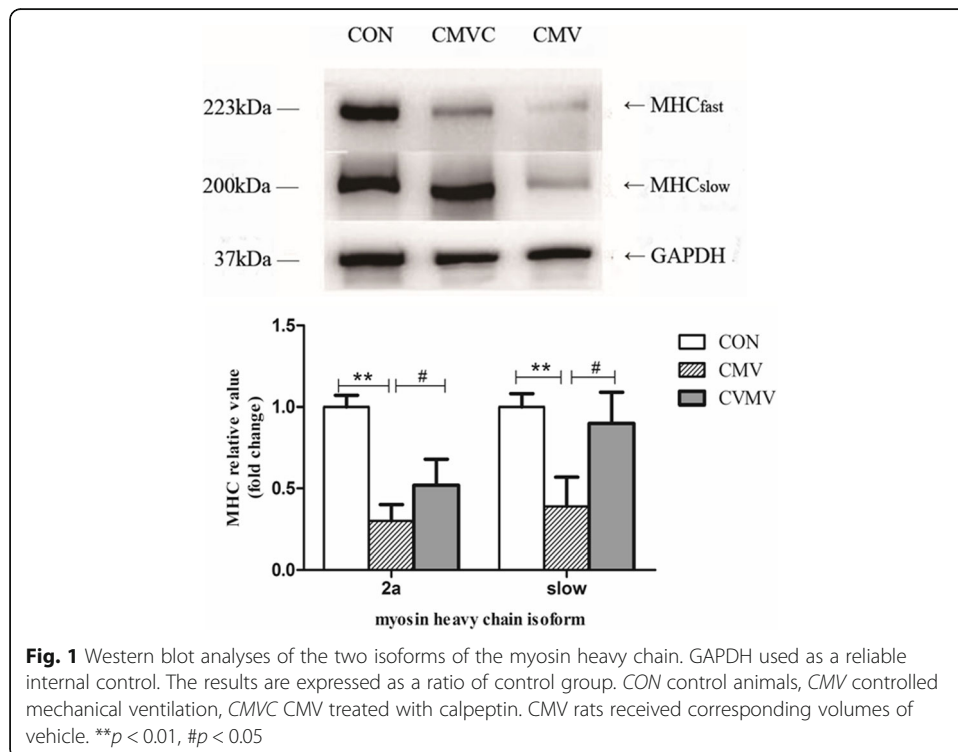 CON CMVC CMV
223kDa — ← MHCfast
200kDa — ← MHCslow
37kDa — ← GAPDH
1.5
1.0
0.5
0.0
MHC relative value
(fold change)
** # ** #
CON
CMV
CVMV
2a slow
myosin heavy chain isoform
Fig. 1 Western blot analyses of the two isoforms of the myosin heavy chain. GAPDH used as a reliable
internal control. The results are expressed as a ratio of control group. CON control animals, CMV controlled
mechanical ventilation, CMVC CMV treated with calpeptin. CMV rats received corresponding volumes of
vehicle. **p < 0.01, #p < 0.05